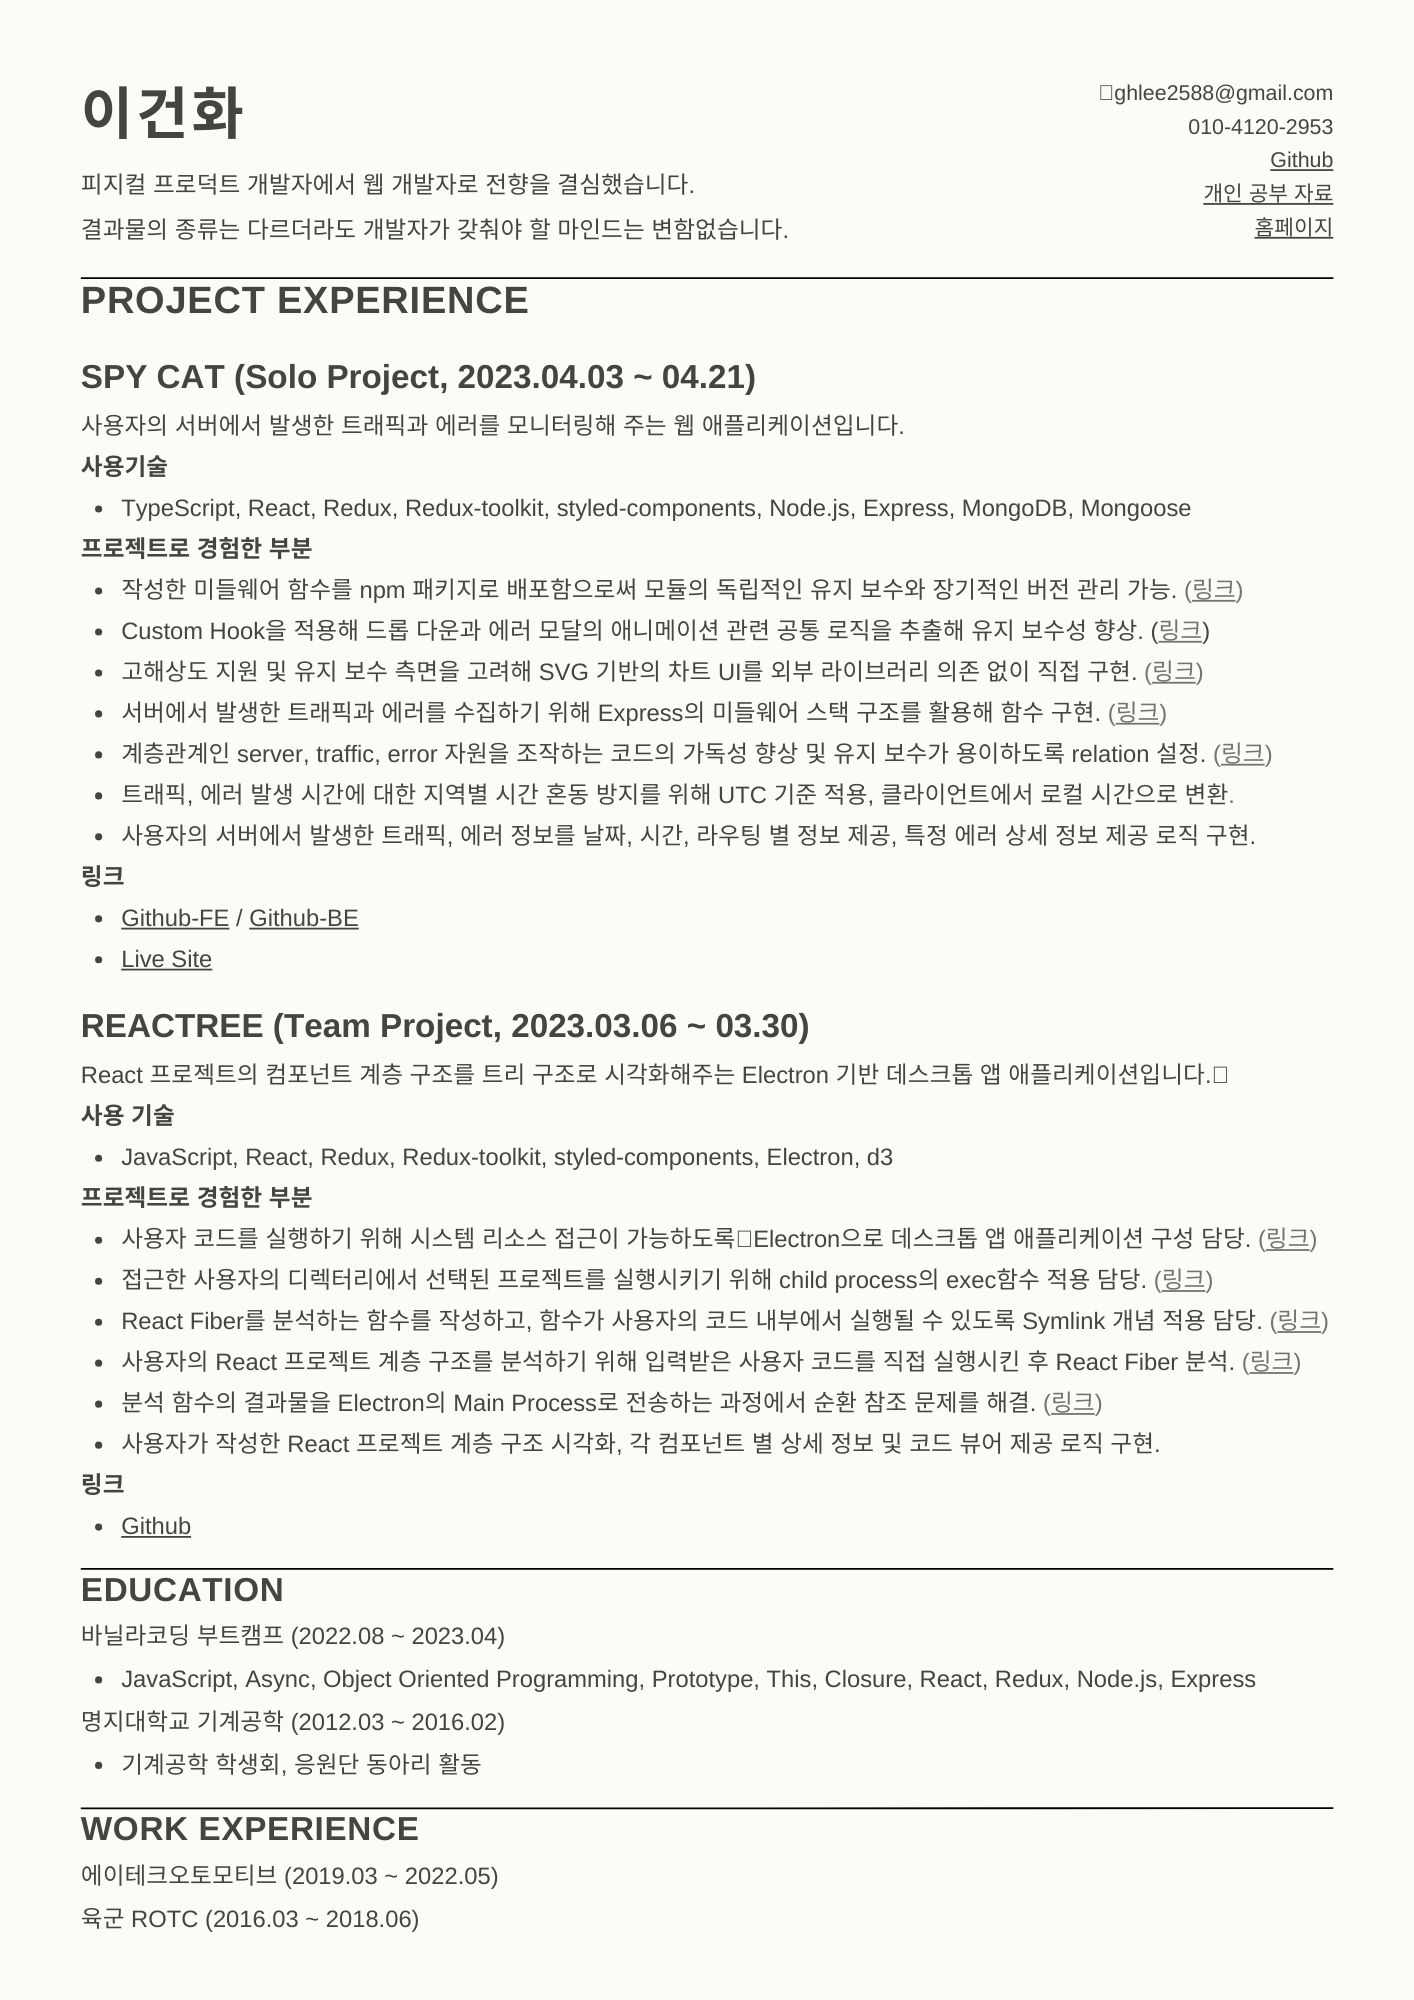 이건화
피지컬 프로덕트 개발자에서 웹 개발자로 전향을 결심했습니다.
결과물의 종류는 다르더라도 개발자가 갖춰야 할 마인드는 변함없습니다.
ghlee2588@gmail.com
010-4120-2953
Github
개인 공부 자료
홈페이지
PROJECT EXPERIENCE
SPY CAT (Solo Project, 2023.04.03 ~ 04.21)
사용자의 서버에서 발생한 트래픽과 에러를 모니터링해 주는 웹 애플리케이션입니다.
사용기술
• TypeScript, React, Redux, Redux-toolkit, styled-components, Node.js, Express, MongoDB, Mongoose
프로젝트로 경험한 부분
• 작성한 미들웨어 함수를 npm 패키지로 배포함으로써 모듈의 독립적인 유지 보수와 장기적인 버전 관리 가능. (링크)
• Custom Hook을 적용해 드롭 다운과 에러 모달의 애니메이션 관련 공통 로직을 추출해 유지 보수성 향상. (링크)
• 고해상도 지원 및 유지 보수 측면을 고려해 SVG 기반의 차트 UI를 외부 라이브러리 의존 없이 직접 구현. (링크)
• 서버에서 발생한 트래픽과 에러를 수집하기 위해 Express의 미들웨어 스택 구조를 활용해 함수 구현. (링크)
• 계층관계인 server, traffic, error 자원을 조작하는 코드의 가독성 향상 및 유지 보수가 용이하도록 relation 설정. (링크)
• 트래픽, 에러 발생 시간에 대한 지역별 시간 혼동 방지를 위해 UTC 기준 적용, 클라이언트에서 로컬 시간으로 변환.
• 사용자의 서버에서 발생한 트래픽, 에러 정보를 날짜, 시간, 라우팅 별 정보 제공, 특정 에러 상세 정보 제공 로직 구현.
링크
• Github-FE / Github-BE
• Live Site
REACTREE (Team Project, 2023.03.06 ~ 03.30)
React 프로젝트의 컴포넌트 계층 구조를 트리 구조로 시각화해주는 Electron 기반 데스크톱 앱 애플리케이션입니다.
사용 기술
• JavaScript, React, Redux, Redux-toolkit, styled-components, Electron, d3
프로젝트로 경험한 부분
• 사용자 코드를 실행하기 위해 시스템 리소스 접근이 가능하도록 Electron으로 데스크톱 앱 애플리케이션 구성 담당. (링크)
• 접근한 사용자의 디렉터리에서 선택된 프로젝트를 실행시키기 위해 child process의 exec함수 적용 담당. (링크)
• React Fiber를 분석하는 함수를 작성하고, 함수가 사용자의 코드 내부에서 실행될 수 있도록 Symlink 개념 적용 담당. (링크)
• 사용자의 React 프로젝트 계층 구조를 분석하기 위해 입력받은 사용자 코드를 직접 실행시킨 후 React Fiber 분석. (링크)
• 분석 함수의 결과물을 Electron의 Main Process로 전송하는 과정에서 순환 참조 문제를 해결. (링크)
• 사용자가 작성한 React 프로젝트 계층 구조 시각화, 각 컴포넌트 별 상세 정보 및 코드 뷰어 제공 로직 구현.
링크
• Github
EDUCATION
바닐라코딩 부트캠프 (2022.08 ~ 2023.04)
• JavaScript, Async, Object Oriented Programming, Prototype, This, Closure, React, Redux, Node.js, Express
명지대학교 기계공학 (2012.03 ~ 2016.02)
• 기계공학 학생회, 응원단 동아리 활동
WORK EXPERIENCE
에이테크오토모티브 (2019.03 ~ 2022.05)
육군 ROTC (2016.03 ~ 2018.06)